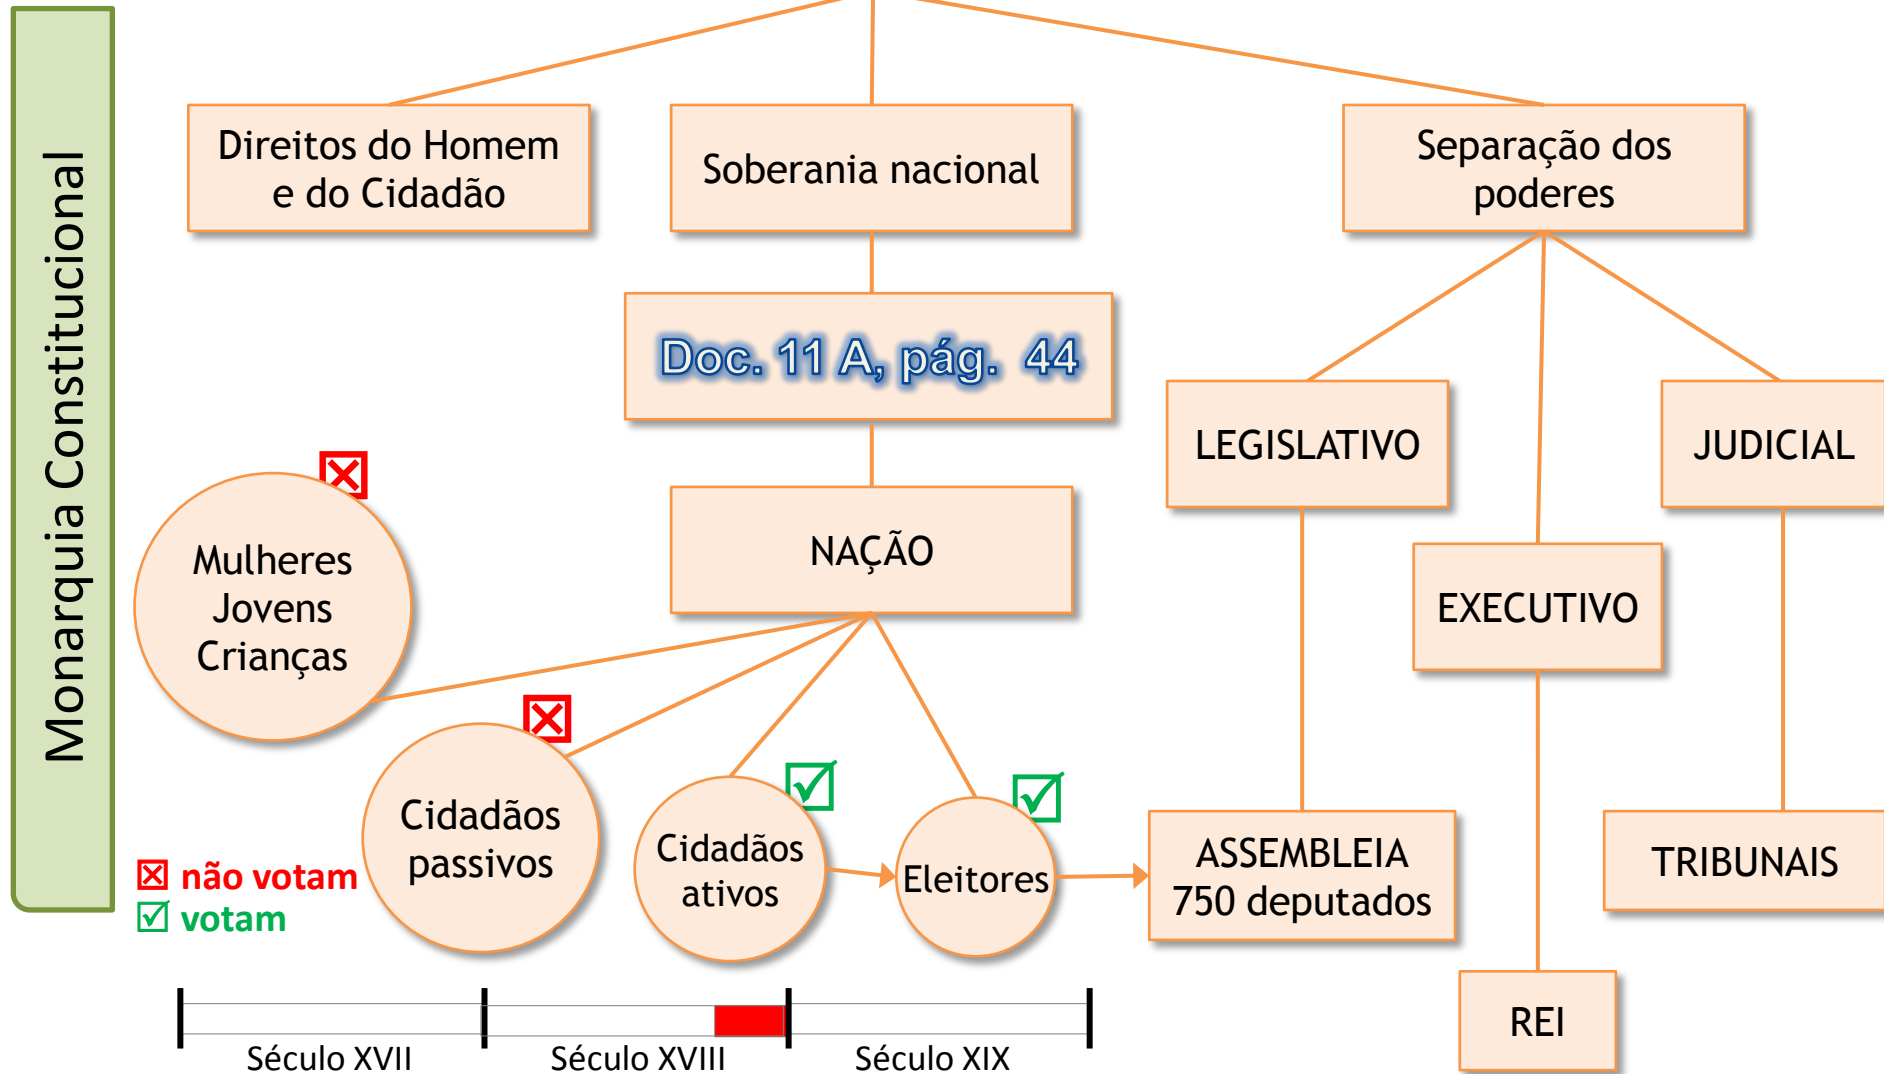 Monarquia Constitucional
Direitos do Homem
e do Cidadão
Soberania nacional
Separação dos
poderes
Doc. 11 A, pág. 44
LEGISLATIVO
JUDICIAL
NAÇÃO
EXECUTIVO
Mulheres
Jovens
Crianças
Cidadãos
passivos
Cidadãos
ativos
Eleitores
ASSEMBLEIA
750 deputados
TRIBUNAIS
não votam
votam
REI
Século XVII
Século XVIII
Século XIX